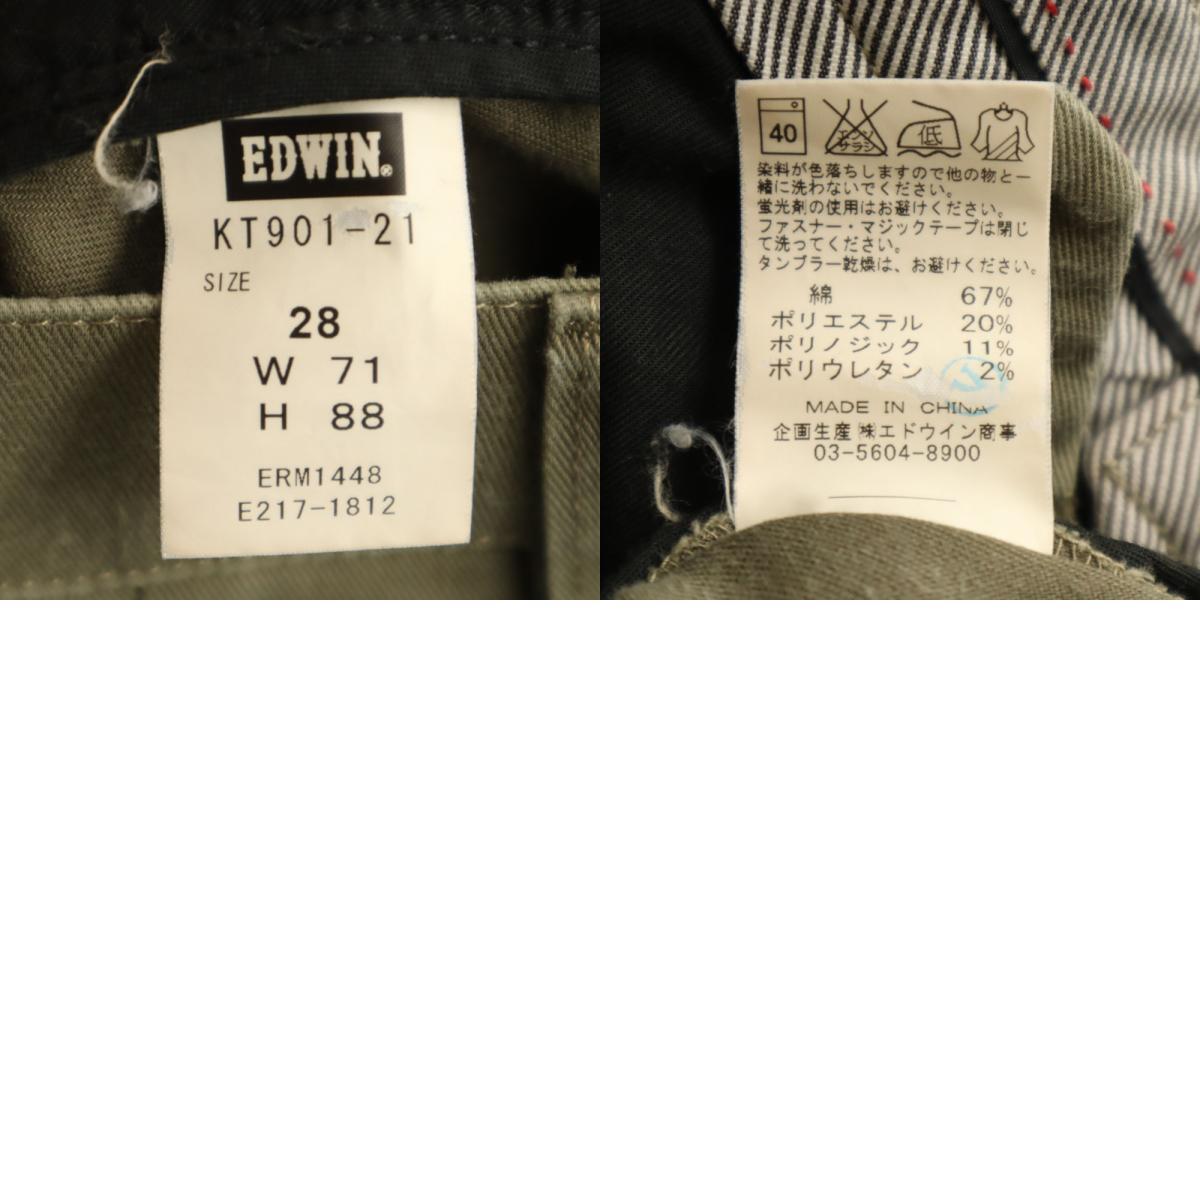 EDWIN®
KT901-21
SIZE
28
W 71
H 88
ERM1448
E217-1812
40
エンソ
サラシ
低
染料が色落ちしますので他の物と一
緒に洗わないでください。
蛍光剤の使用はお避けください。
ファスナー・マジックテープは閉じ
て洗ってください。
タンブラー乾燥は、お避けください。
綿 67%
ポリエステル 20%
ポリノジック 11%
ポリウレタン 2%
MADE IN CHINA
企画生産㈱エドウイン商事
03-5604-8900